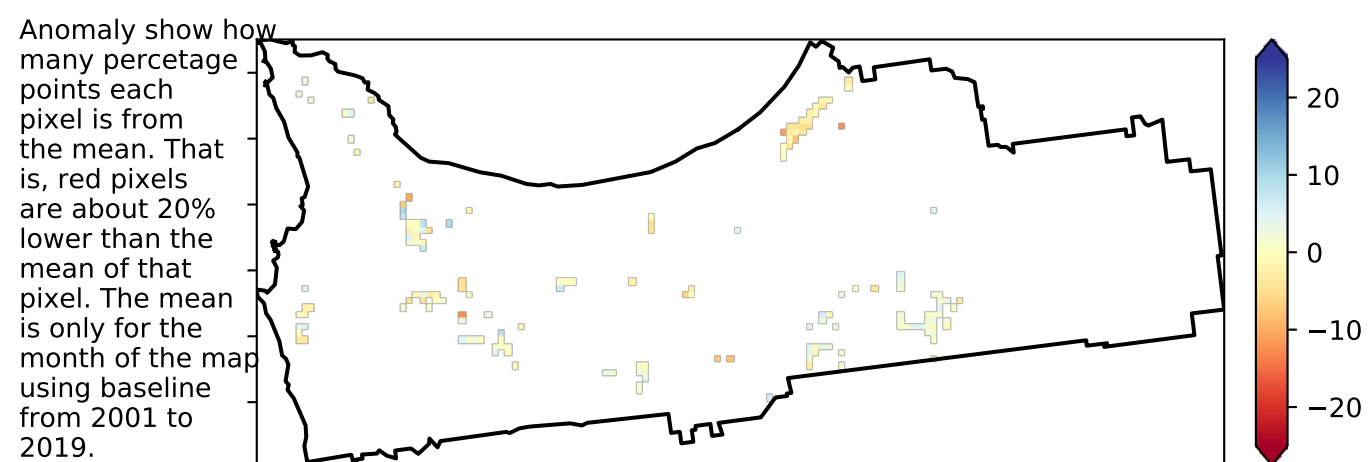 Anomaly show how
many percetage
points each
pixel is from
the mean. That
is, red pixels
are about 20%
lower than the
mean of that
pixel. The mean
is only for the
month of the map
using baseline
from 2001 to
2019.
20
10
0
−10
−20